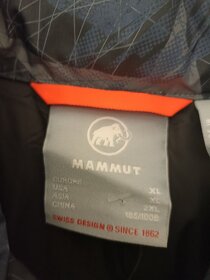 MAMMUT
EUROPE XL
USA XL
ASIA 2XL
CHINA 185/100B
SWISS DESIGN SINCE 1862